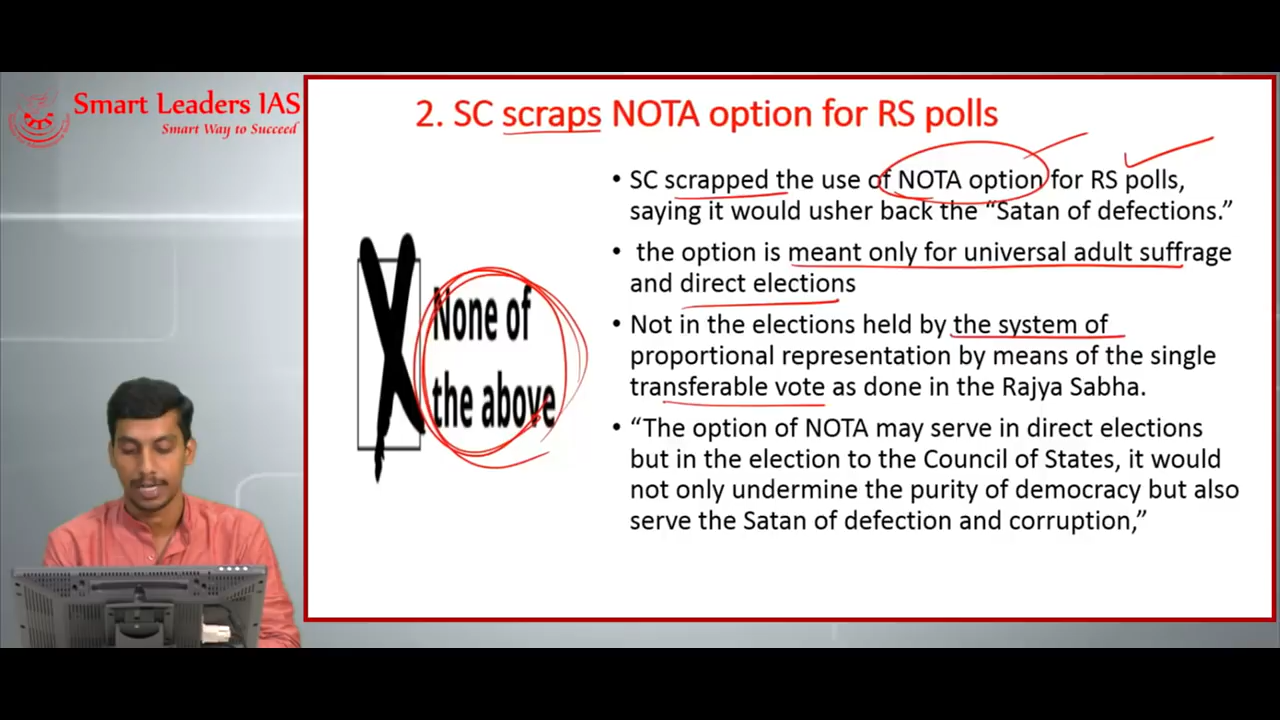 Smart Leaders IAS
Smart Way to Succeed
2. SC scraps NOTA option for RS polls
• SC scrapped the use of NOTA option for RS polls,
saying it would usher back the “Satan of defections.”
• the option is meant only for universal adult suffrage
and direct elections
• Not in the elections held by the system of
proportional representation by means of the single
transferable vote as done in the Rajya Sabha.
• “The option of NOTA may serve in direct elections
but in the election to the Council of States, it would
not only undermine the purity of democracy but also
serve the Satan of defection and corruption,”
None of
the above